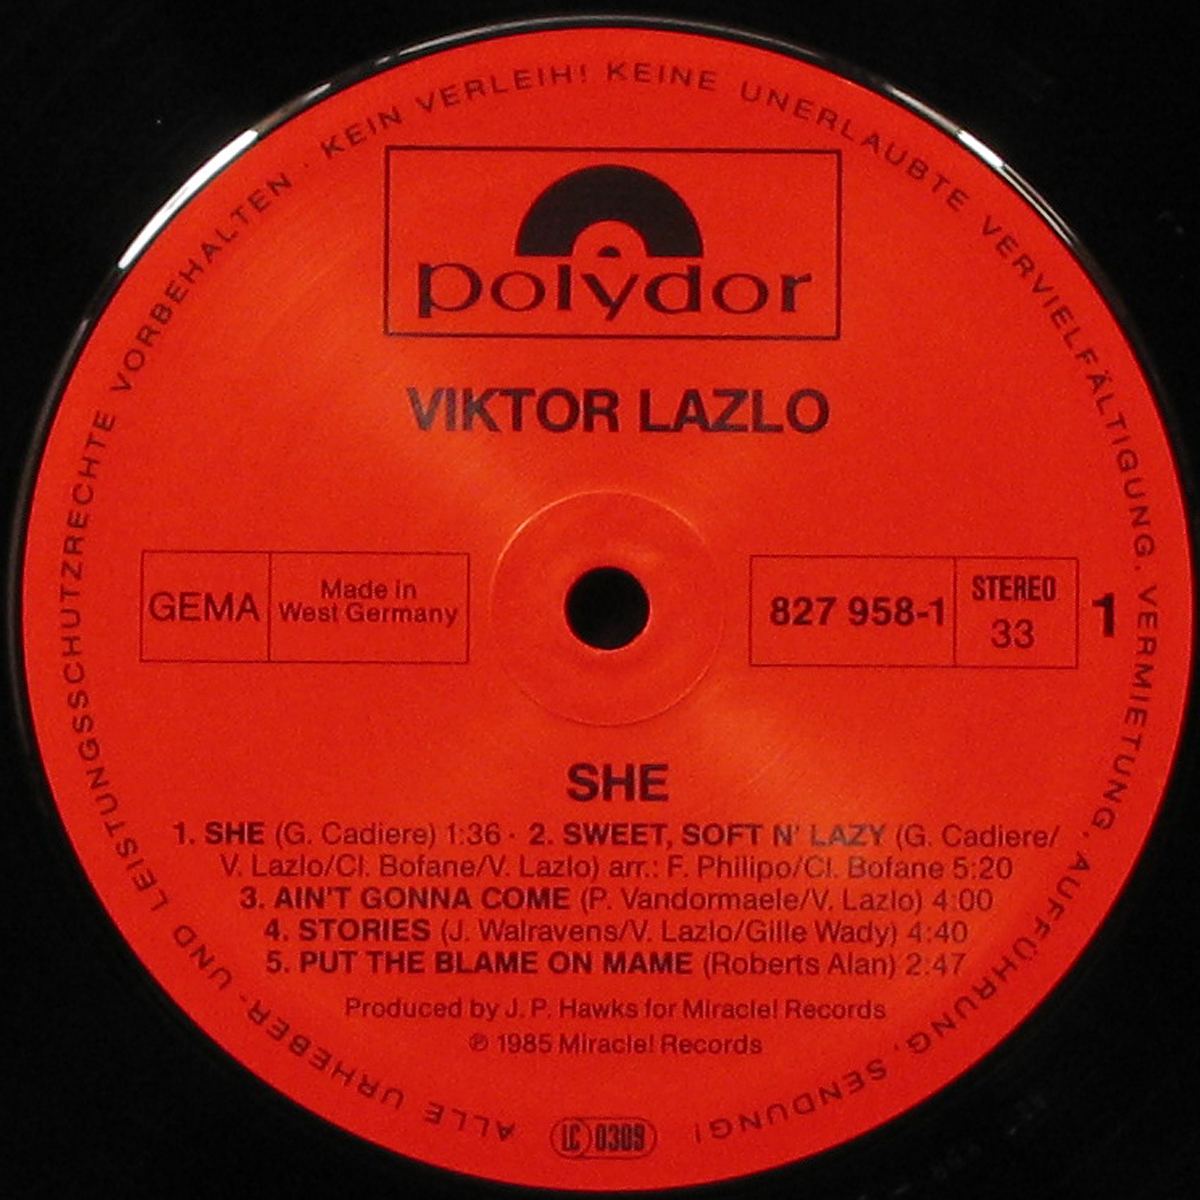 ALLE URHEBER- UND LEISTUNGSSCHUTZRECHTE VORBEHALTEN · KEIN VERLEIH! KEINE UNERLAUBTE VERVIELFÄLTIGUNG, VERMIETUNG, AUFFÜHRUNG, SENDUNG!
polydor
VIKTOR LAZLO
GEMA
Made in
West Germany
827 958-1
STEREO
33
1
SHE
1. SHE (G. Cadiere) 1:36 · 2. SWEET, SOFT N' LAZY (G. Cadiere/
V. Lazlo/Cl. Bofane/V. Lazlo) arr.: F. Philipo/Cl. Bofane 5:20
3. AIN'T GONNA COME (P. Vandormaele/V. Lazlo) 4:00
4. STORIES (J. Walravens/V. Lazlo/Gille Wady) 4:40
5. PUT THE BLAME ON MAME (Roberts Alan) 2:47
Produced by J. P. Hawks for Miracle! Records
℗ 1985 Miracle! Records
LC 0309